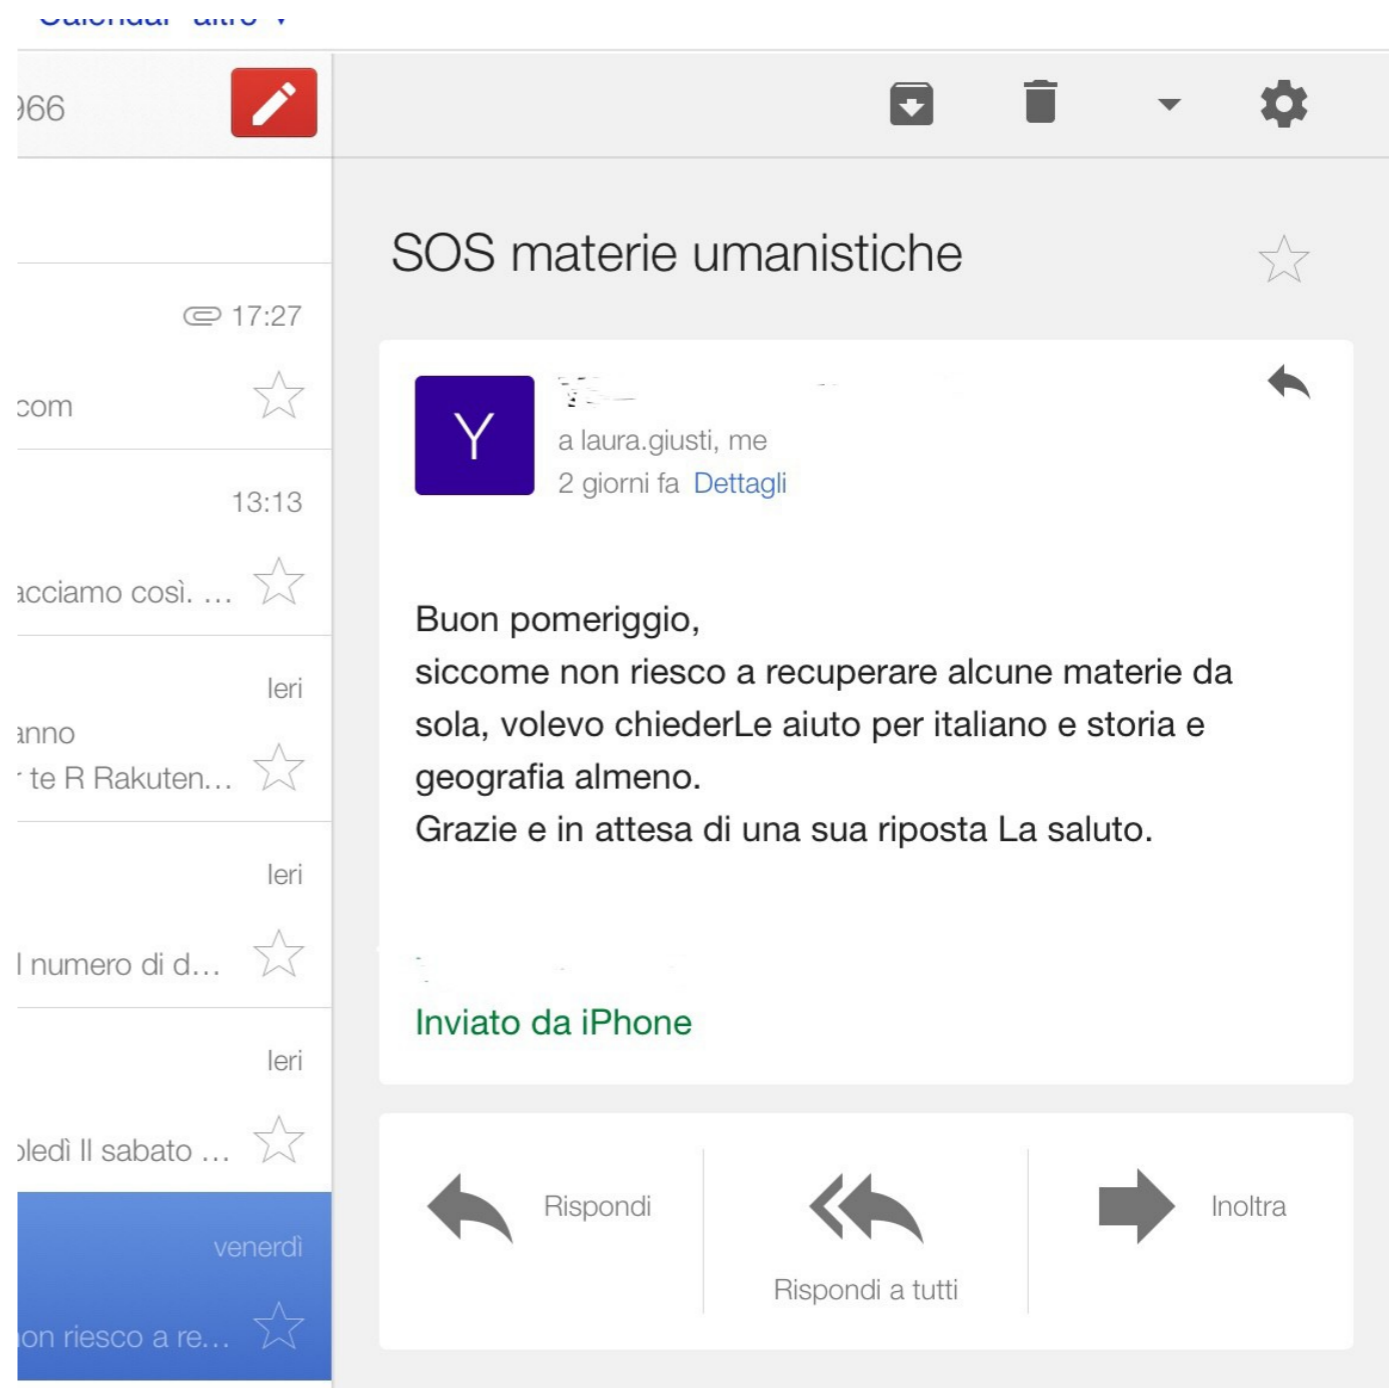 966
SOS materie umanistiche
17:27
com
Y
a laura.giusti, me
2 giorni fa Dettagli
13:13
acciamo così. ...
Buon pomeriggio,
siccome non riesco a recuperare alcune materie da
sola, volevo chiederLe aiuto per italiano e storia e
geografia almeno.
Grazie e in attesa di una sua riposta La saluto.
Ieri
anno
r te R Rakuten...
Ieri
l numero di d...
Inviato da iPhone
Ieri
oledì Il sabato ...
Rispondi
Rispondi a tutti
Inoltra
venerdì
non riesco a re...